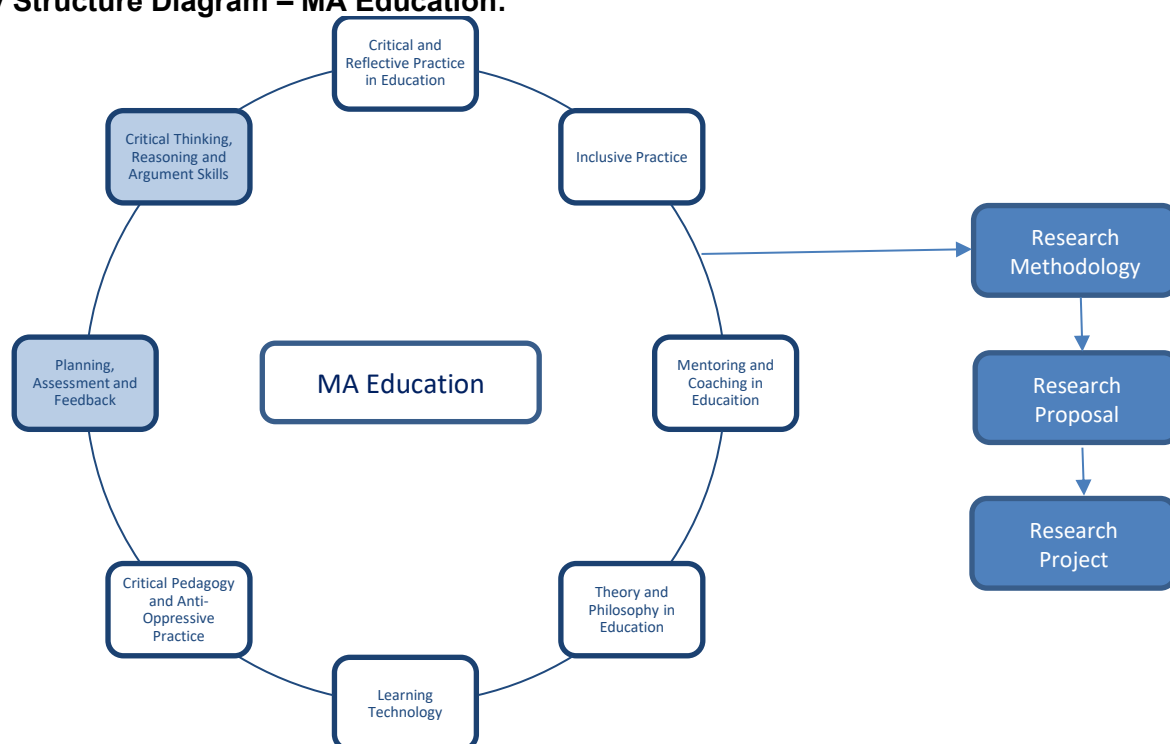 Structure Diagram – MA Education:
Critical and
Reflective Practice
in Education
Critical Thinking,
Reasoning and
Argument Skills
Inclusive Practice
Research
Methodology
Planning,
Assessment and
Feedback
MA Education
Mentoring and
Coaching in
Educaition
Research
Proposal
Critical Pedagogy
and Anti-
Oppressive
Practice
Theory and
Philosophy in
Education
Research
Project
Learning
Technology